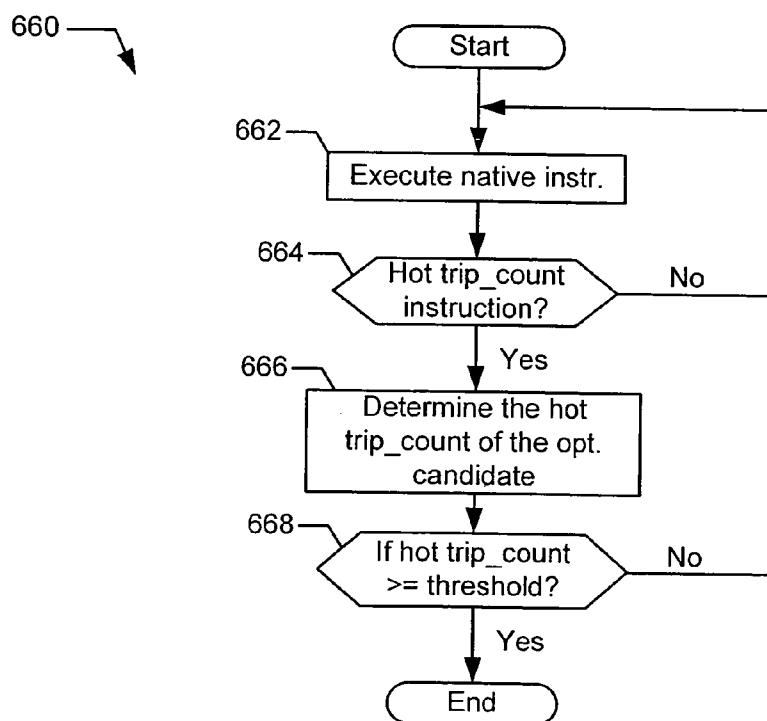 660
Start
662
Execute native instr.
664
Hot trip_count
instruction?
No
Yes
666
Determine the hot
trip_count of the opt.
candidate
668
If hot trip_count
>= threshold?
No
Yes
End